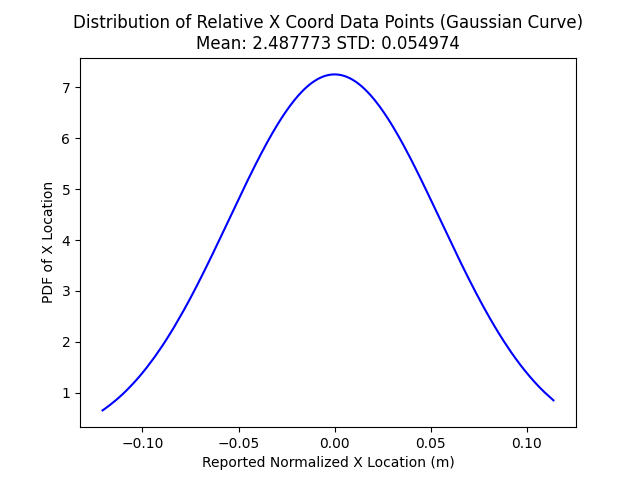 Distribution of Relative X Coord Data Points (Gaussian Curve)
Mean: 2.487773 STD: 0.054974
7
6
5
4
3
2
1
PDF of X Location
−0.10 −0.05 0.00 0.05 0.10
Reported Normalized X Location (m)